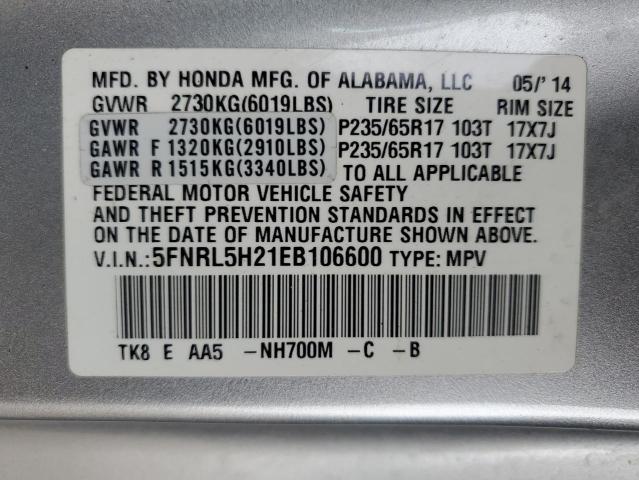 MFD. BY HONDA MFG. OF ALABAMA, LLC 05/'14
GVWR 2730KG(6019LBS) TIRE SIZE RIM SIZE
GVWR 2730KG(6019LBS) P235/65R17 103T 17X7J
GAWR F 1320KG(2910LBS) P235/65R17 103T 17X7J
GAWR R 1515KG(3340LBS) TO ALL APPLICABLE
FEDERAL MOTOR VEHICLE SAFETY
AND THEFT PREVENTION STANDARDS IN EFFECT
ON THE DATE OF MANUFACTURE SHOWN ABOVE.
V.I.N.:5FNRL5H21EB106600 TYPE: MPV
TK8 E AA5 -NH700M -C -B